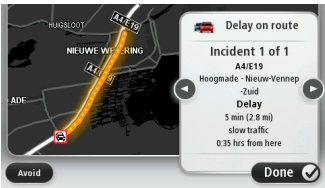 HUIGSLOOT
A4/E19
NIEUWE WETERING
A4/E19
ADE
Delay on route
Incident 1 of 1
A4/E19
Hoogmade - Nieuw-Vennep
-Zuid
Delay
5 min (2.8 mi)
slow traffic
0:35 hrs from here
Avoid
Done